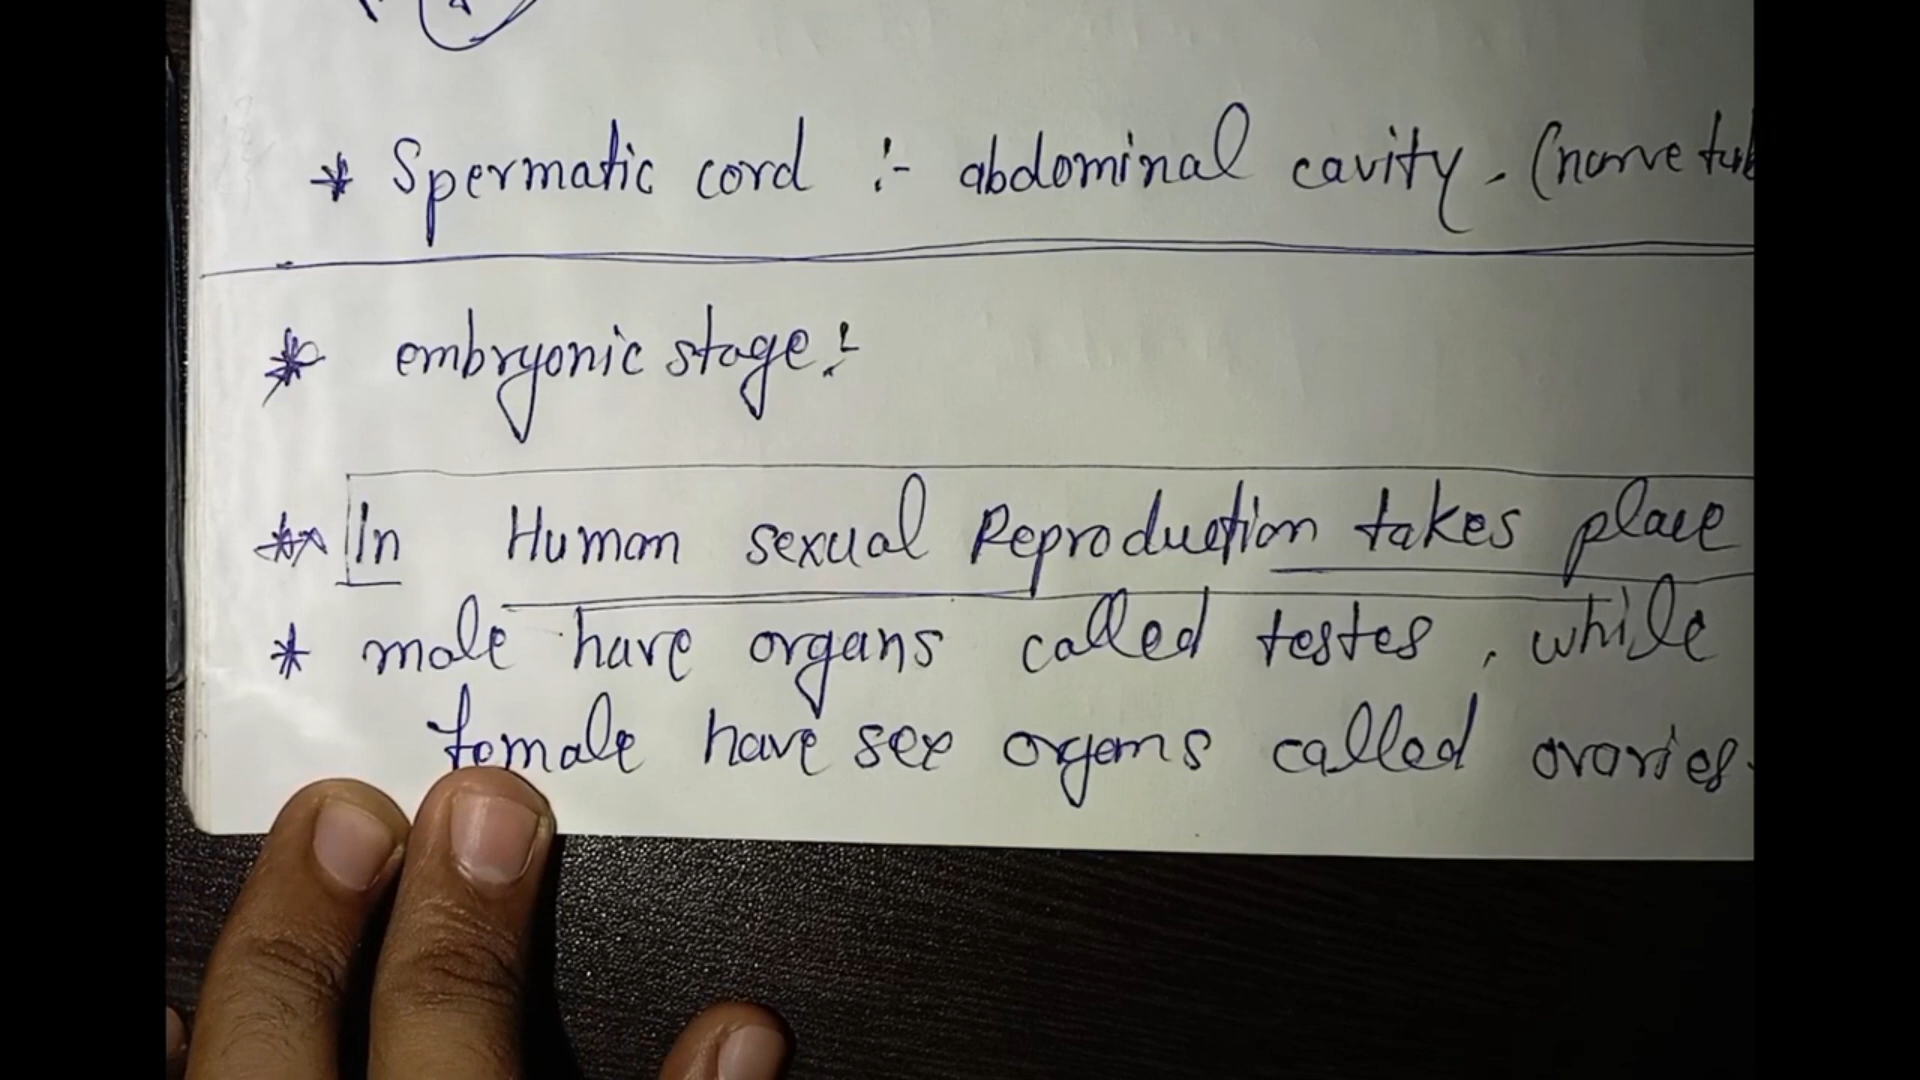 * Spermatic cord :- abdominal cavity. (nerve
* embryonic stage :
** In Human sexual Reproduction takes place
* male have organs called testes, while
female have sex organs called ovaries.